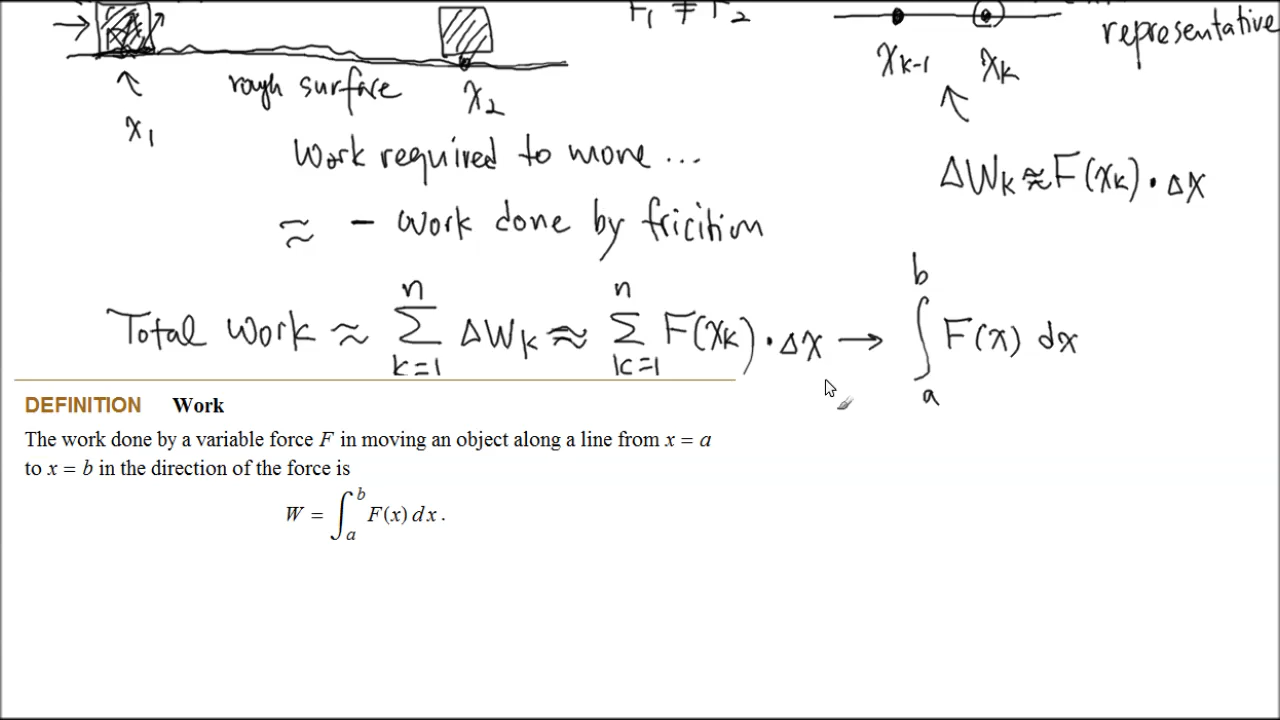 F₁ ≠ F₂
representative
rough surface
x₁
x₂
xₖ₋₁ xₖ
Work required to move ...
ΔWₖ ≈ F(xₖ) · Δx
≈ - work done by fricition
Total work ≈ ∑ₖ₌₁ⁿ ΔWₖ ≈ ∑ₖ₌₁ⁿ F(xₖ) · Δx → ∫ₐᵇ F(x) dx
DEFINITION Work
The work done by a variable force F in moving an object along a line from x = a
to x = b in the direction of the force is
W = ∫ₐᵇ F(x) dx.